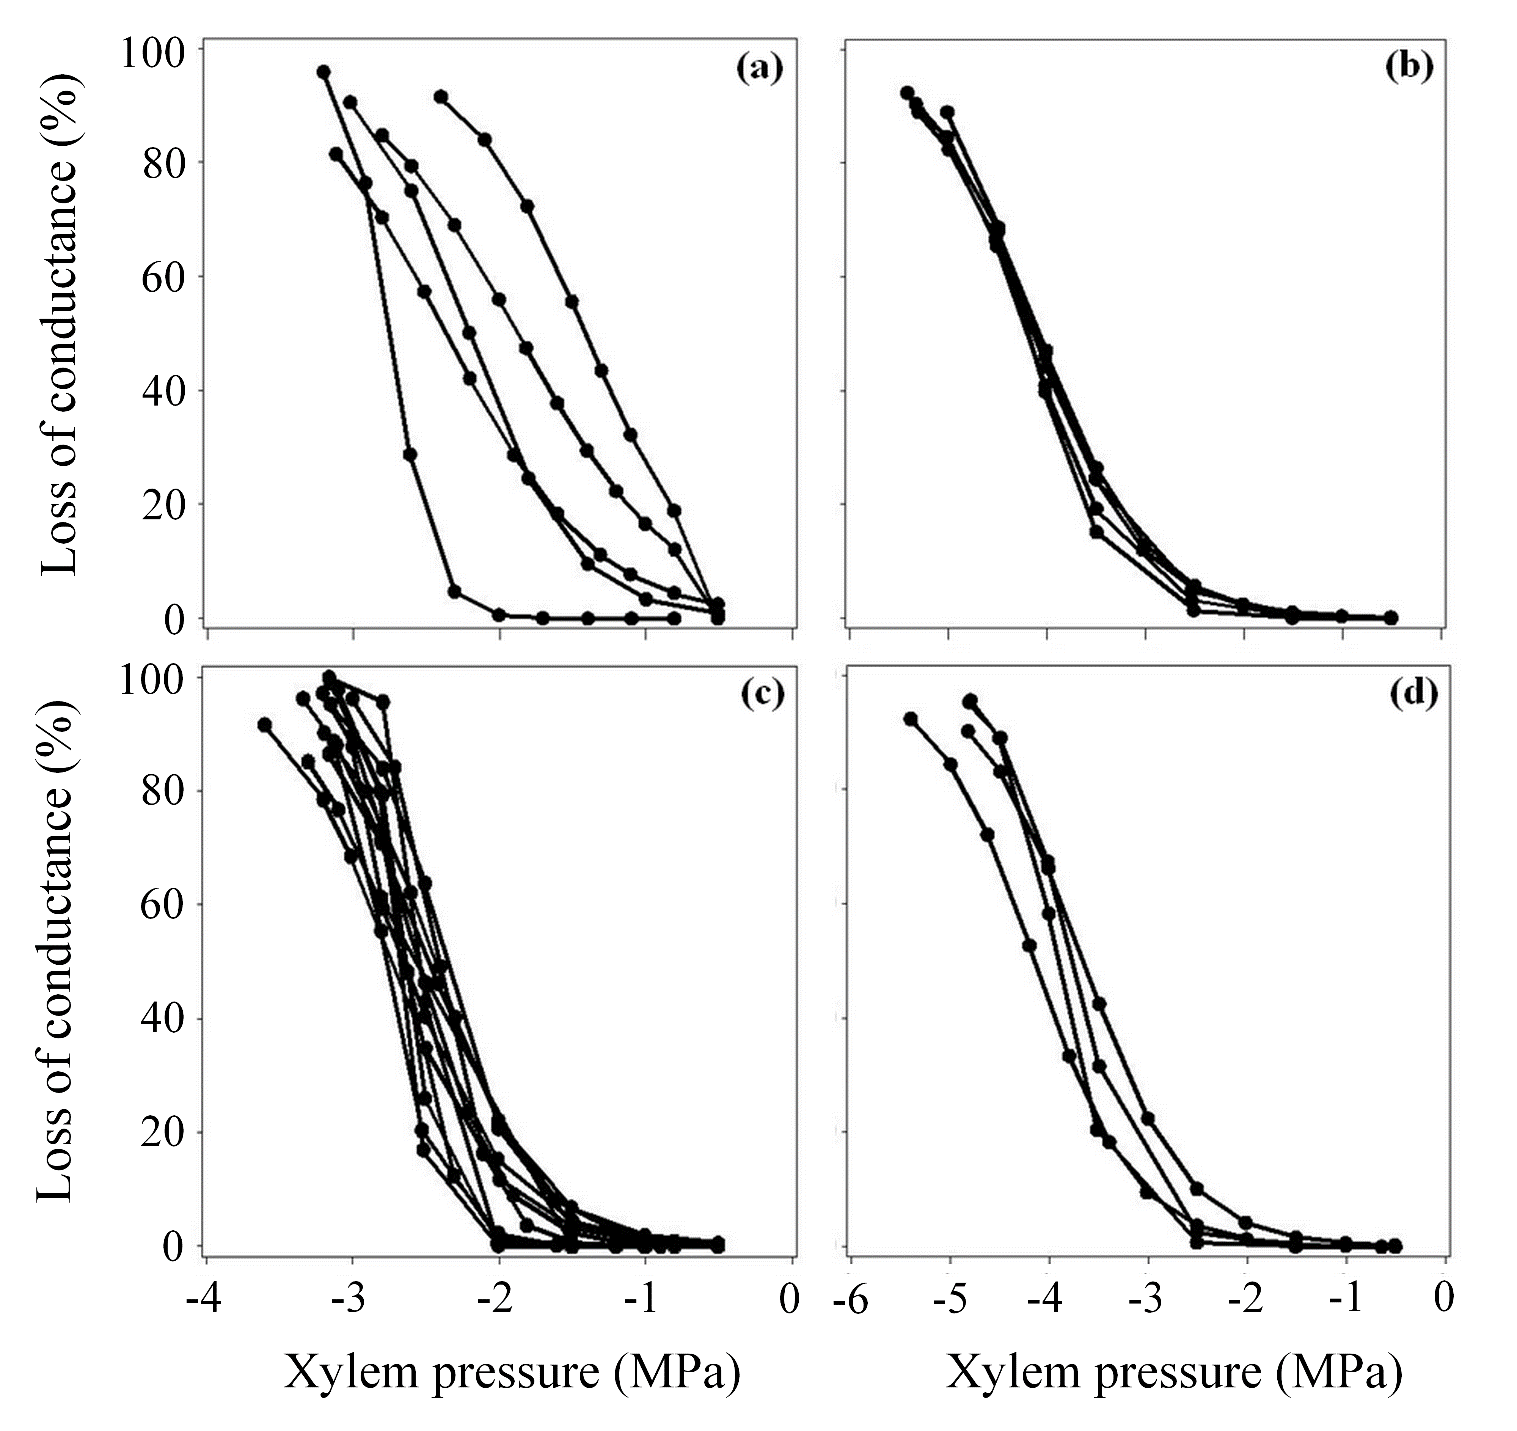 Loss of conductance (%)
100
80
60
40
20
0
(a)
(b)
Loss of conductance (%)
100
80
60
40
20
0
(c)
(d)
-4 -3 -2 -1 0
-6 -5 -4 -3 -2 -1 0
Xylem pressure (MPa)
Xylem pressure (MPa)